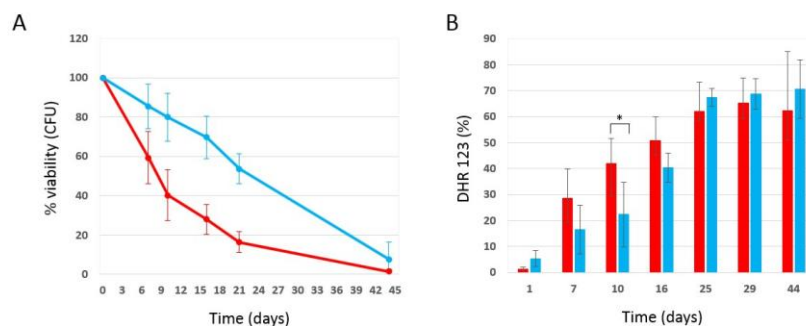 A
120
100
80
60
40
20
0
% viability (CFU)
0 3 6 9 12 15 18 21 24 27 30 33 36 39 42 45
Time (days)
B
90
80
70
60
50
40
30
20
10
0
DHR 123 (%)
*
1 7 10 16 25 29 44
Time (days)